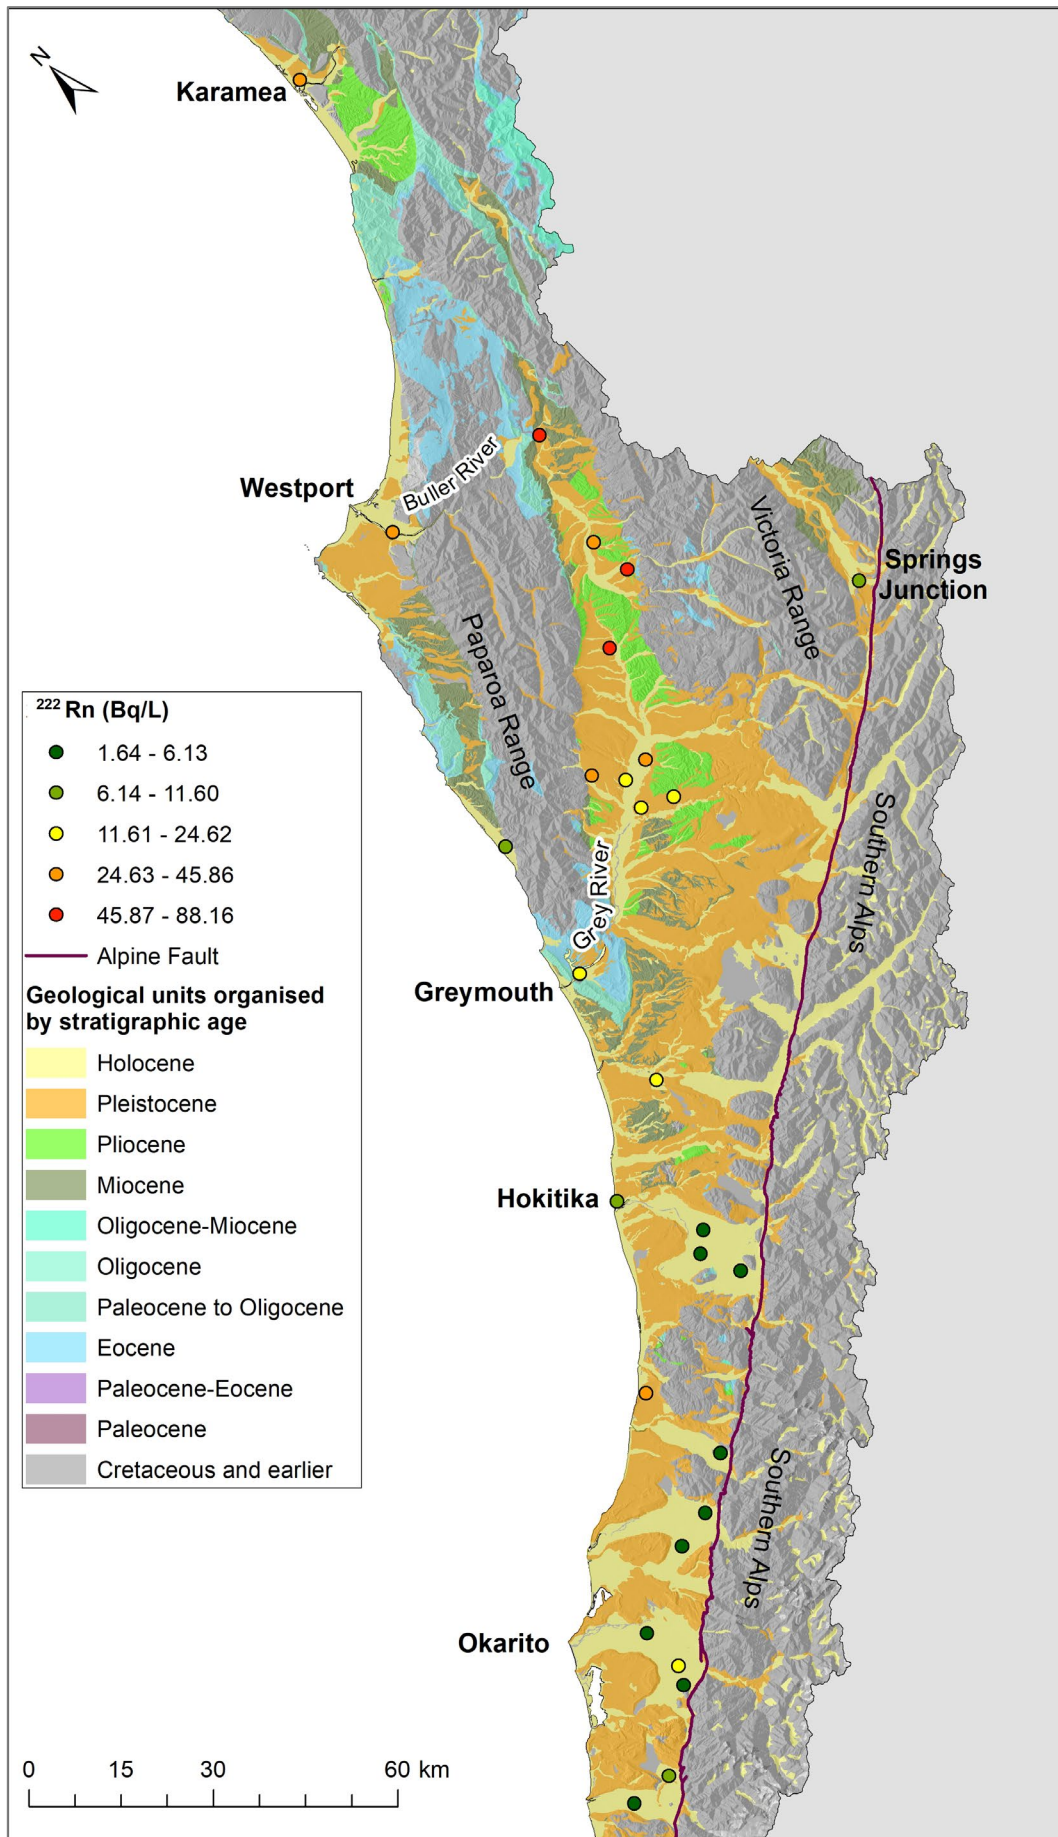 N
Karamea
Westport
Buller River
Victoria Range
Springs
Junction
Paparoa Range
²²²Rn (Bq/L)
1.64 - 6.13
6.14 - 11.60
11.61 - 24.62
24.63 - 45.86
45.87 - 88.16
Alpine Fault
Geological units organised
by stratigraphic age
Holocene
Pleistocene
Pliocene
Miocene
Oligocene-Miocene
Oligocene
Paleocene to Oligocene
Eocene
Paleocene-Eocene
Paleocene
Cretaceous and earlier
Southern Alps
Grey River
Greymouth
Hokitika
Southern Alps
Okarito
0 15 30 60 km